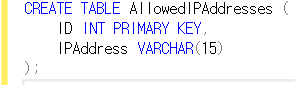 CREATE TABLE AllowedIPAddresses (
    ID INT PRIMARY KEY,
    IPAddress VARCHAR(15)
);